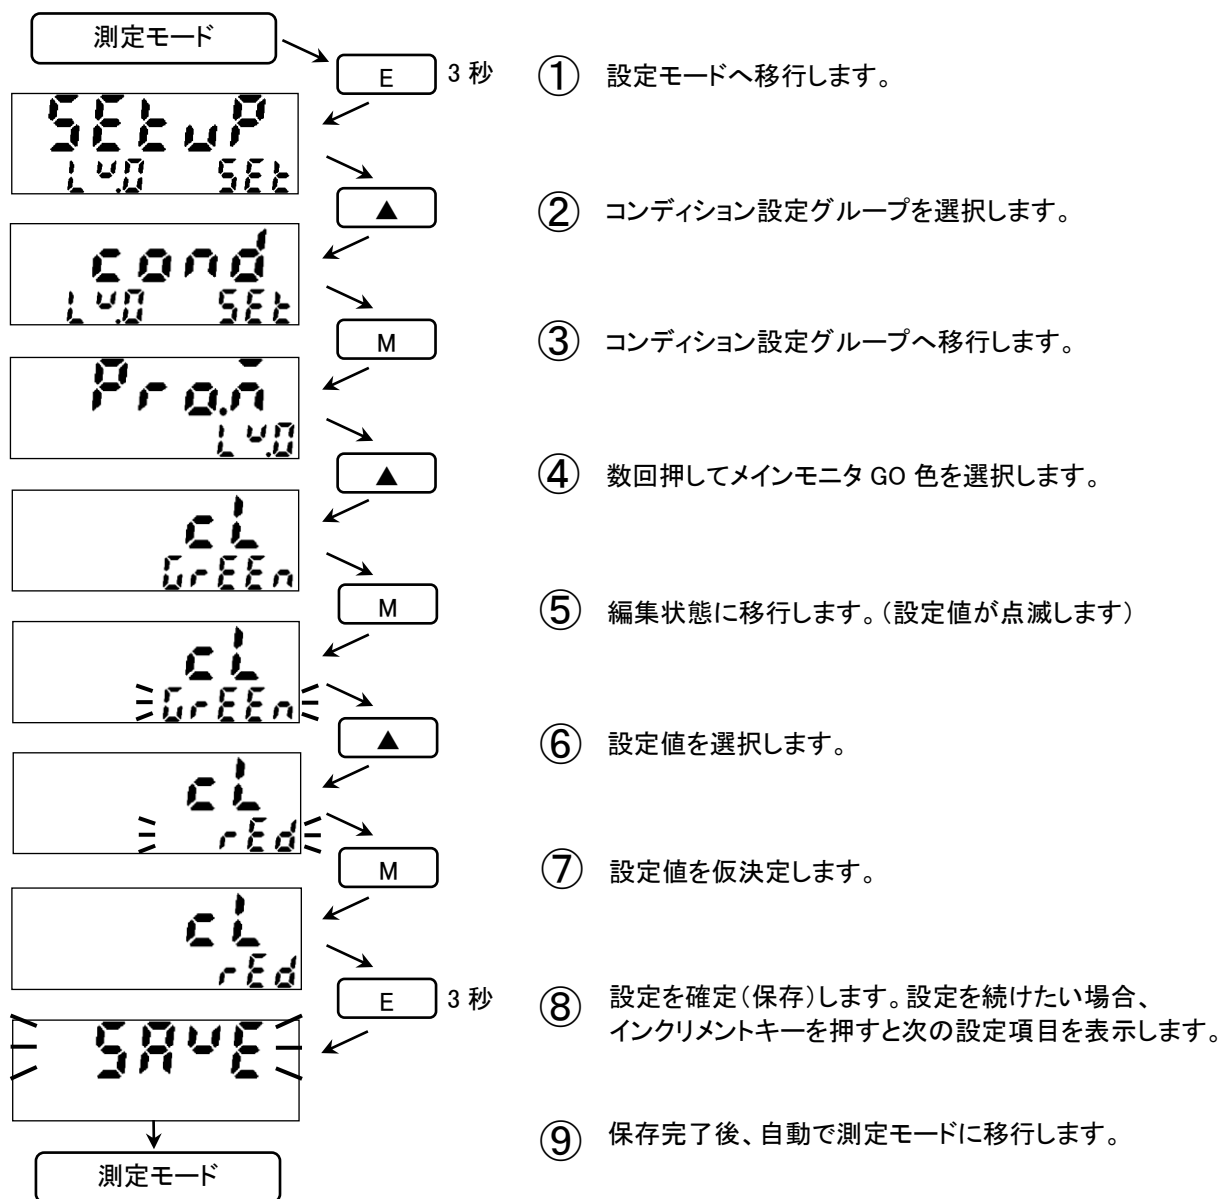 測定モード
E 3 秒 ① 設定モードへ移行します。
SEtuP
Lv.0 SEt
▲ ② コンディション設定グループを選択します。
cond
Lv.0 SEt
M ③ コンディション設定グループへ移行します。
Pro.n̄
Lv.0
▲ ④ 数回押してメインモニタ GO 色を選択します。
cL
GrEEn
M ⑤ 編集状態に移行します。(設定値が点滅します)
cL
GrEEn
▲ ⑥ 設定値を選択します。
cL
rEd
M ⑦ 設定値を仮決定します。
cL
rEd
E 3 秒 ⑧ 設定を確定(保存)します。設定を続けたい場合、
インクリメントキーを押すと次の設定項目を表示します。
SAvE
⑨ 保存完了後、自動で測定モードに移行します。
測定モード